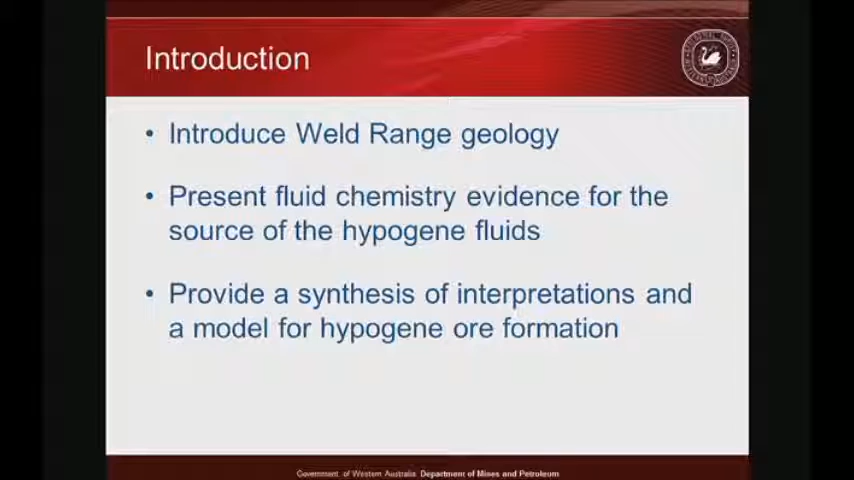 Introduction
• Introduce Weld Range geology
• Present fluid chemistry evidence for the
source of the hypogene fluids
• Provide a synthesis of interpretations and
a model for hypogene ore formation
Government of Western Australia Department of Mines and Petroleum